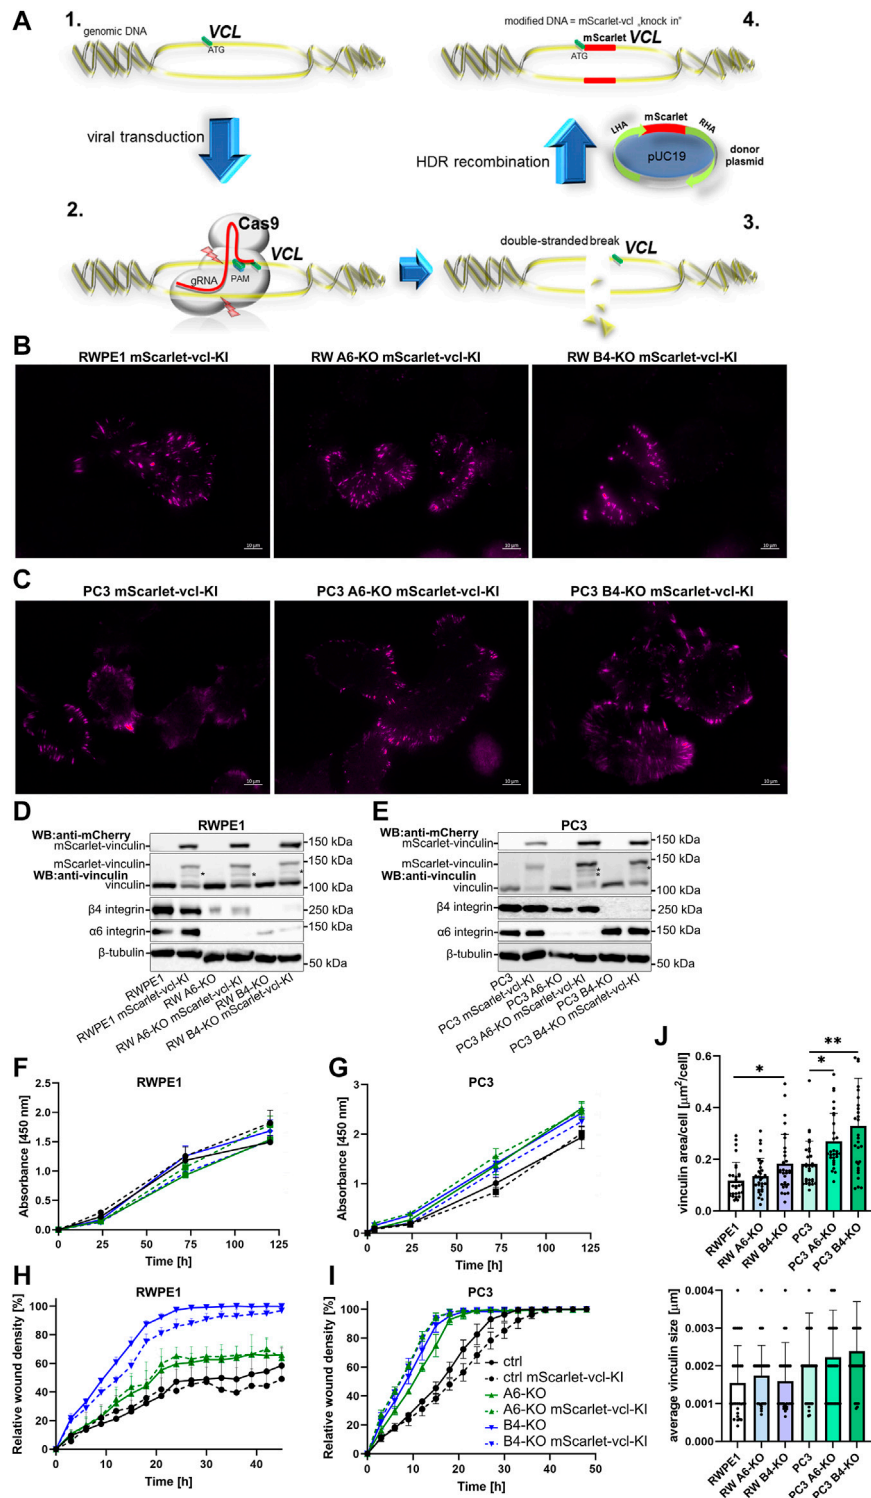 A
1.
genomic DNA
VCL
ATG
modified DNA = mScarlet-vcl „knock in"
4.
mScarlet VCL
ATG
viral transduction
HDR recombination
LHA
mScarlet
RHA
pUC19
donor
plasmid
2.
Cas9
VCL
gRNA
PAM
3.
double-stranded break
VCL
B
RWPE1 mScarlet-vcl-KI
RW A6-KO mScarlet-vcl-KI
RW B4-KO mScarlet-vcl-KI
10 µm
10 µm
10 µm
C
PC3 mScarlet-vcl-KI
PC3 A6-KO mScarlet-vcl-KI
PC3 B4-KO mScarlet-vcl-KI
10 µm
10 µm
10 µm
D
RWPE1
WB:anti-mCherry
mScarlet-vinculin
150 kDa
mScarlet-vinculin
150 kDa
WB:anti-vinculin
* * *
vinculin
100 kDa
β4 integrin
250 kDa
α6 integrin
150 kDa
β-tubulin
50 kDa
RWPE1
RWPE1 mScarlet-vcl-KI
RW A6-KO
RW A6-KO mScarlet-vcl-KI
RW B4-KO
RW B4-KO mScarlet-vcl-KI
E
PC3
WB:anti-mCherry
mScarlet-vinculin
150 kDa
mScarlet-vinculin
150 kDa
WB:anti-vinculin
* * *
vinculin
100 kDa
β4 integrin
250 kDa
α6 integrin
150 kDa
β-tubulin
50 kDa
PC3
PC3 mScarlet-vcl-KI
PC3 A6-KO
PC3 A6-KO mScarlet-vcl-KI
PC3 B4-KO
PC3 B4-KO mScarlet-vcl-KI
F
RWPE1
Absorbance [450 nm]
2.5
2.0
1.5
1.0
0.5
0.0
0 25 50 75 100 125
Time [h]
G
PC3
Absorbance [450 nm]
3
2
1
0
0 25 50 75 100 125
Time [h]
H
RWPE1
Relative wound density [%]
100
80
60
40
20
0
0 10 20 30 40
Time [h]
I
PC3
Relative wound density [%]
100
80
60
40
20
0
0 10 20 30 40 50
Time [h]
ctrl
ctrl mScarlet-vcl-KI
A6-KO
A6-KO mScarlet-vcl-KI
B4-KO
B4-KO mScarlet-vcl-KI
J
vinculin area/cell [µm²/cell]
0.6
0.4
0.2
0.0
*
*
**
RWPE1
RW A6-KO
RW B4-KO
PC3
PC3 A6-KO
PC3 B4-KO
average vinculin size [µm]
0.004
0.003
0.002
0.001
0.000
RWPE1
RW A6-KO
RW B4-KO
PC3
PC3 A6-KO
PC3 B4-KO